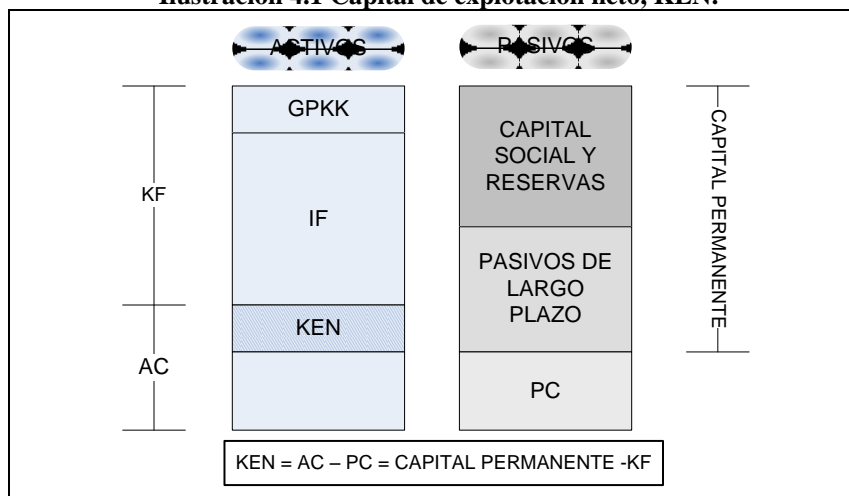 Ilustración 4.1 Capital de explotación neto, KEN.
ACTIVOS
PASIVOS
GPKK
IF
KEN
KF
AC
CAPITAL
SOCIAL Y
RESERVAS
PASIVOS DE
LARGO
PLAZO
PC
CAPITAL PERMANENTE
KEN = AC – PC = CAPITAL PERMANENTE -KF